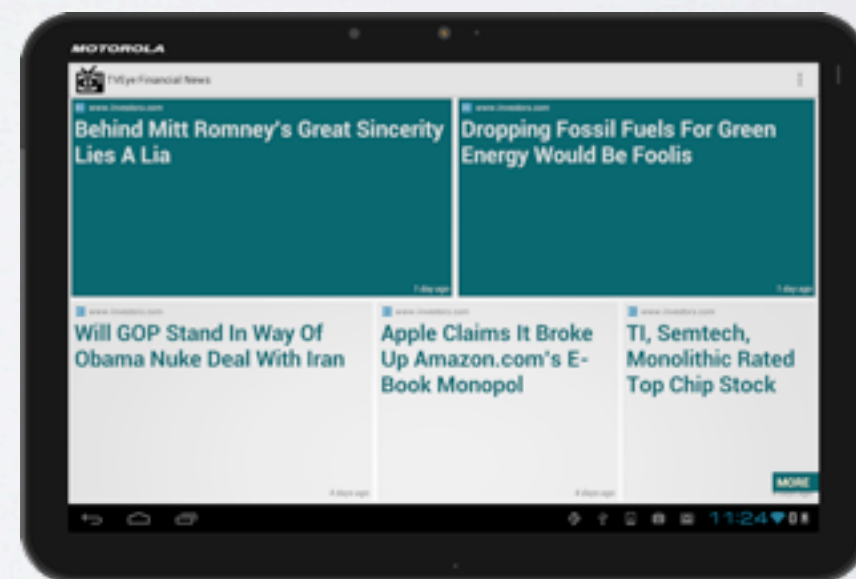 MOTOROLA
TVEye Financial News
www.investors.com
Behind Mitt Romney's Great Sincerity
Lies A Lia
1 day ago
www.investors.com
Dropping Fossil Fuels For Green
Energy Would Be Foolis
1 day ago
www.investors.com
Will GOP Stand In Way Of
Obama Nuke Deal With Iran
4 days ago
www.investors.com
Apple Claims It Broke
Up Amazon.com's E-
Book Monopol
4 days ago
www.investors.com
TI, Semtech,
Monolithic Rated
Top Chip Stock
MORE
11:24